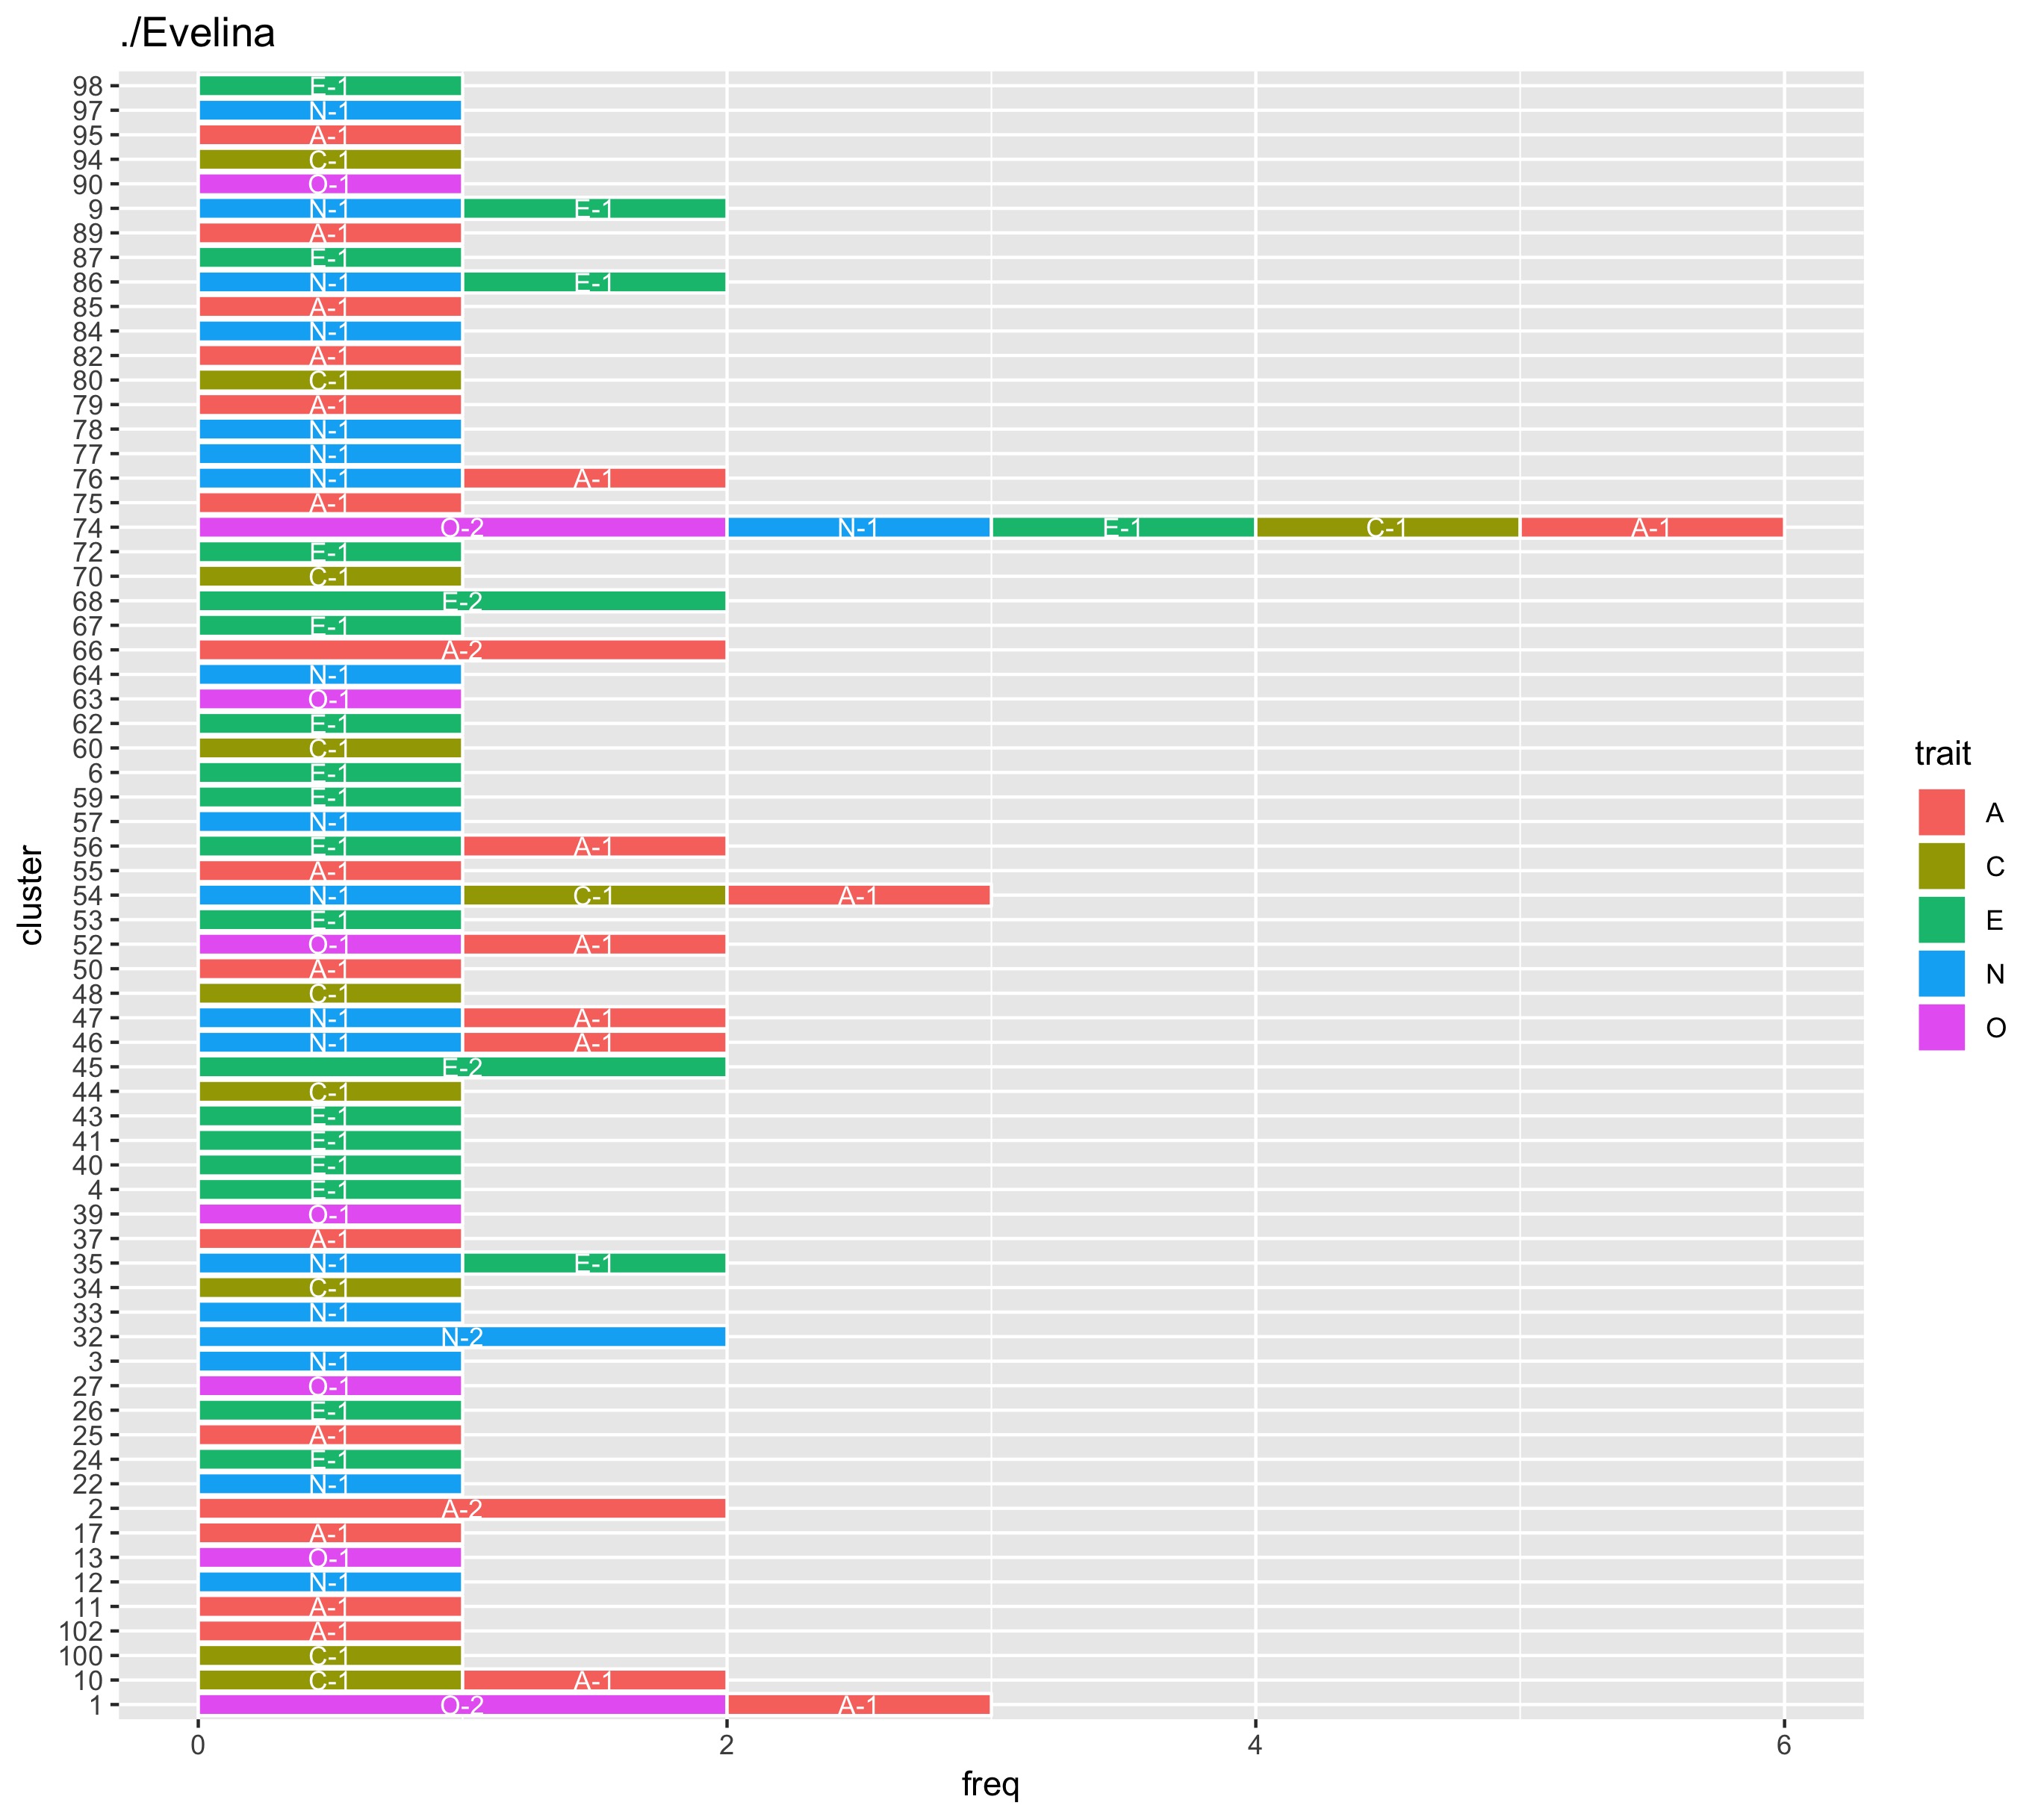 ./Evelina
98 E-1
97 N-1
95 A-1
94 C-1
90 O-1
9 N-1 E-1
89 A-1
87 E-1
86 N-1 E-1
85 A-1
84 N-1
82 A-1
80 C-1
79 A-1
78 N-1
77 N-1
76 N-1 A-1
75 A-1
74 O-2 N-1 E-1 C-1 A-1
72 E-1
70 C-1
68 E-2
67 E-1
66 A-2
64 N-1
63 O-1
62 E-1
60 C-1
6 E-1
59 E-1
57 N-1
56 E-1 A-1
55 A-1
54 N-1 C-1 A-1
53 E-1
52 O-1 A-1
50 A-1
48 C-1
47 N-1 A-1
46 N-1 A-1
45 E-2
44 C-1
43 E-1
41 E-1
40 E-1
4 E-1
39 O-1
37 A-1
35 N-1 E-1
34 C-1
33 N-1
32 N-2
3 N-1
27 O-1
26 E-1
25 A-1
24 E-1
22 N-1
2 A-2
17 A-1
13 O-1
12 N-1
11 A-1
102 A-1
100 C-1
10 C-1 A-1
1 O-2 A-1
0 2 4 6
freq
cluster
trait
A
C
E
N
O